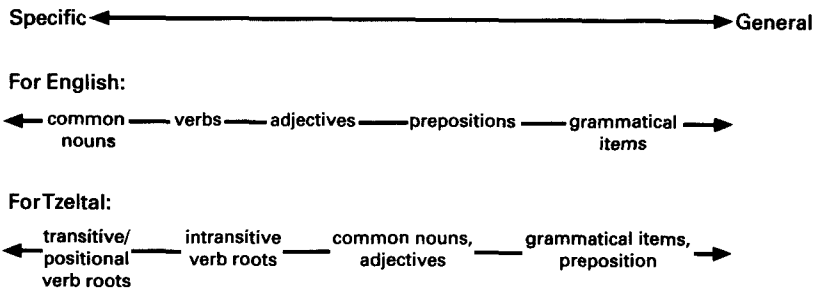 Specific General
For English:
common nouns verbs adjectives prepositions grammatical items
For Tzeltal:
transitive/ positional verb roots intransitive verb roots common nouns, adjectives grammatical items, preposition